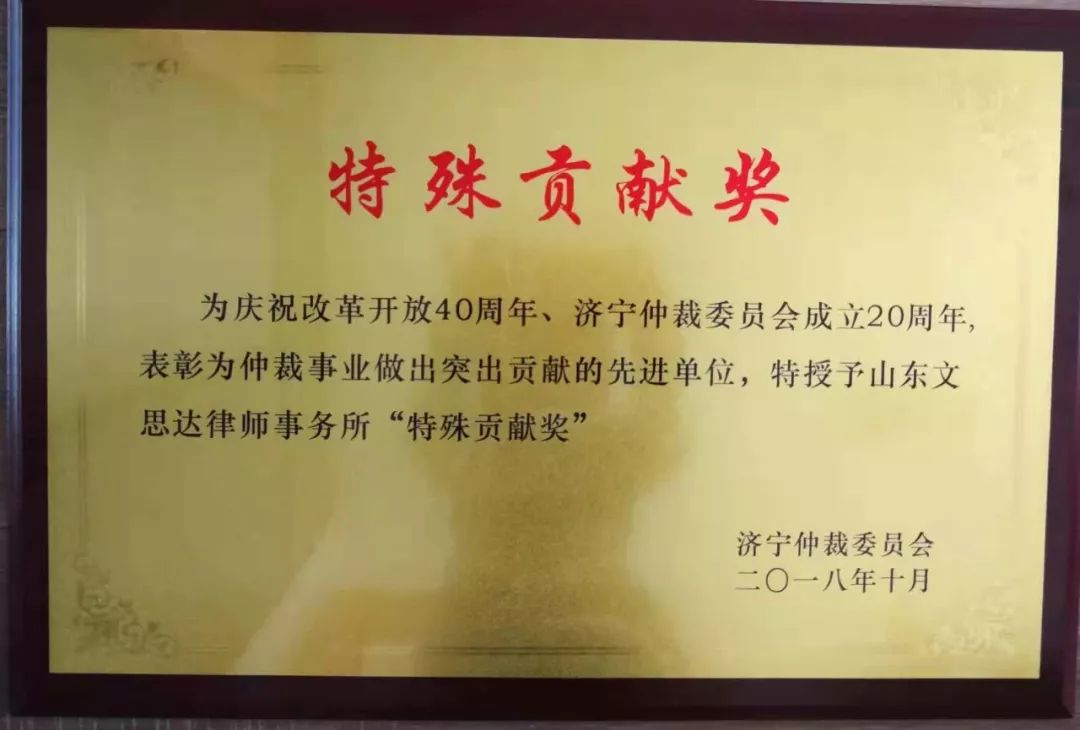 特殊贡献奖
为庆祝改革开放40周年、济宁仲裁委员会成立20周年,
表彰为仲裁事业做出突出贡献的先进单位，特授予山东文
思达律师事务所“特殊贡献奖”
济宁仲裁委员会
二〇一八年十月